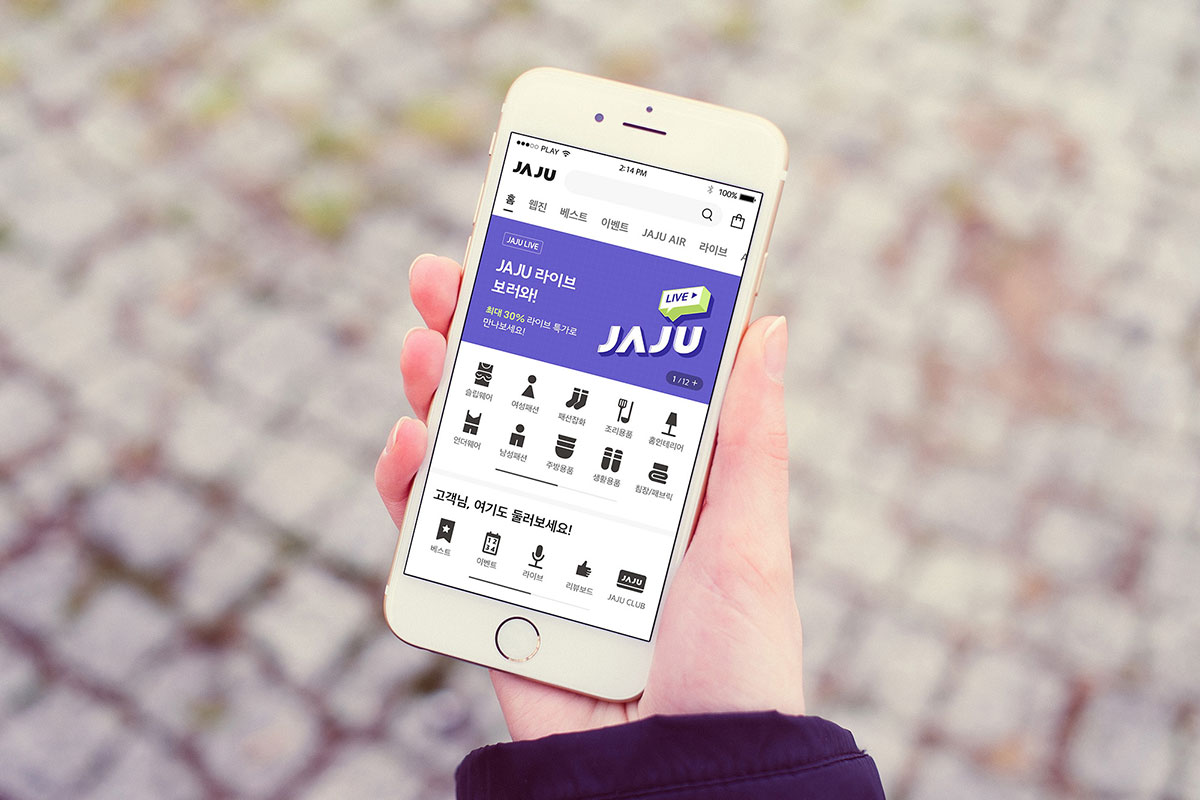 PLAY 2:14 PM 100%
JAJU
홈 웹진 베스트 이벤트 JAJU AIR 라이브
JAJU LIVE
JAJU 라이브
보러와!
최대 30% 라이브 특가로
만나보세요!
LIVE
JAJU
1 / 12 +
슬립웨어 여성패션 패션잡화 조리용품 홈인테리어
언더웨어 남성패션 주방용품 생활용품 침장/패브릭
고객님, 여기도 둘러보세요!
1 2
3 4
JAJU
베스트 이벤트 라이브 리뷰보드 JAJU CLUB